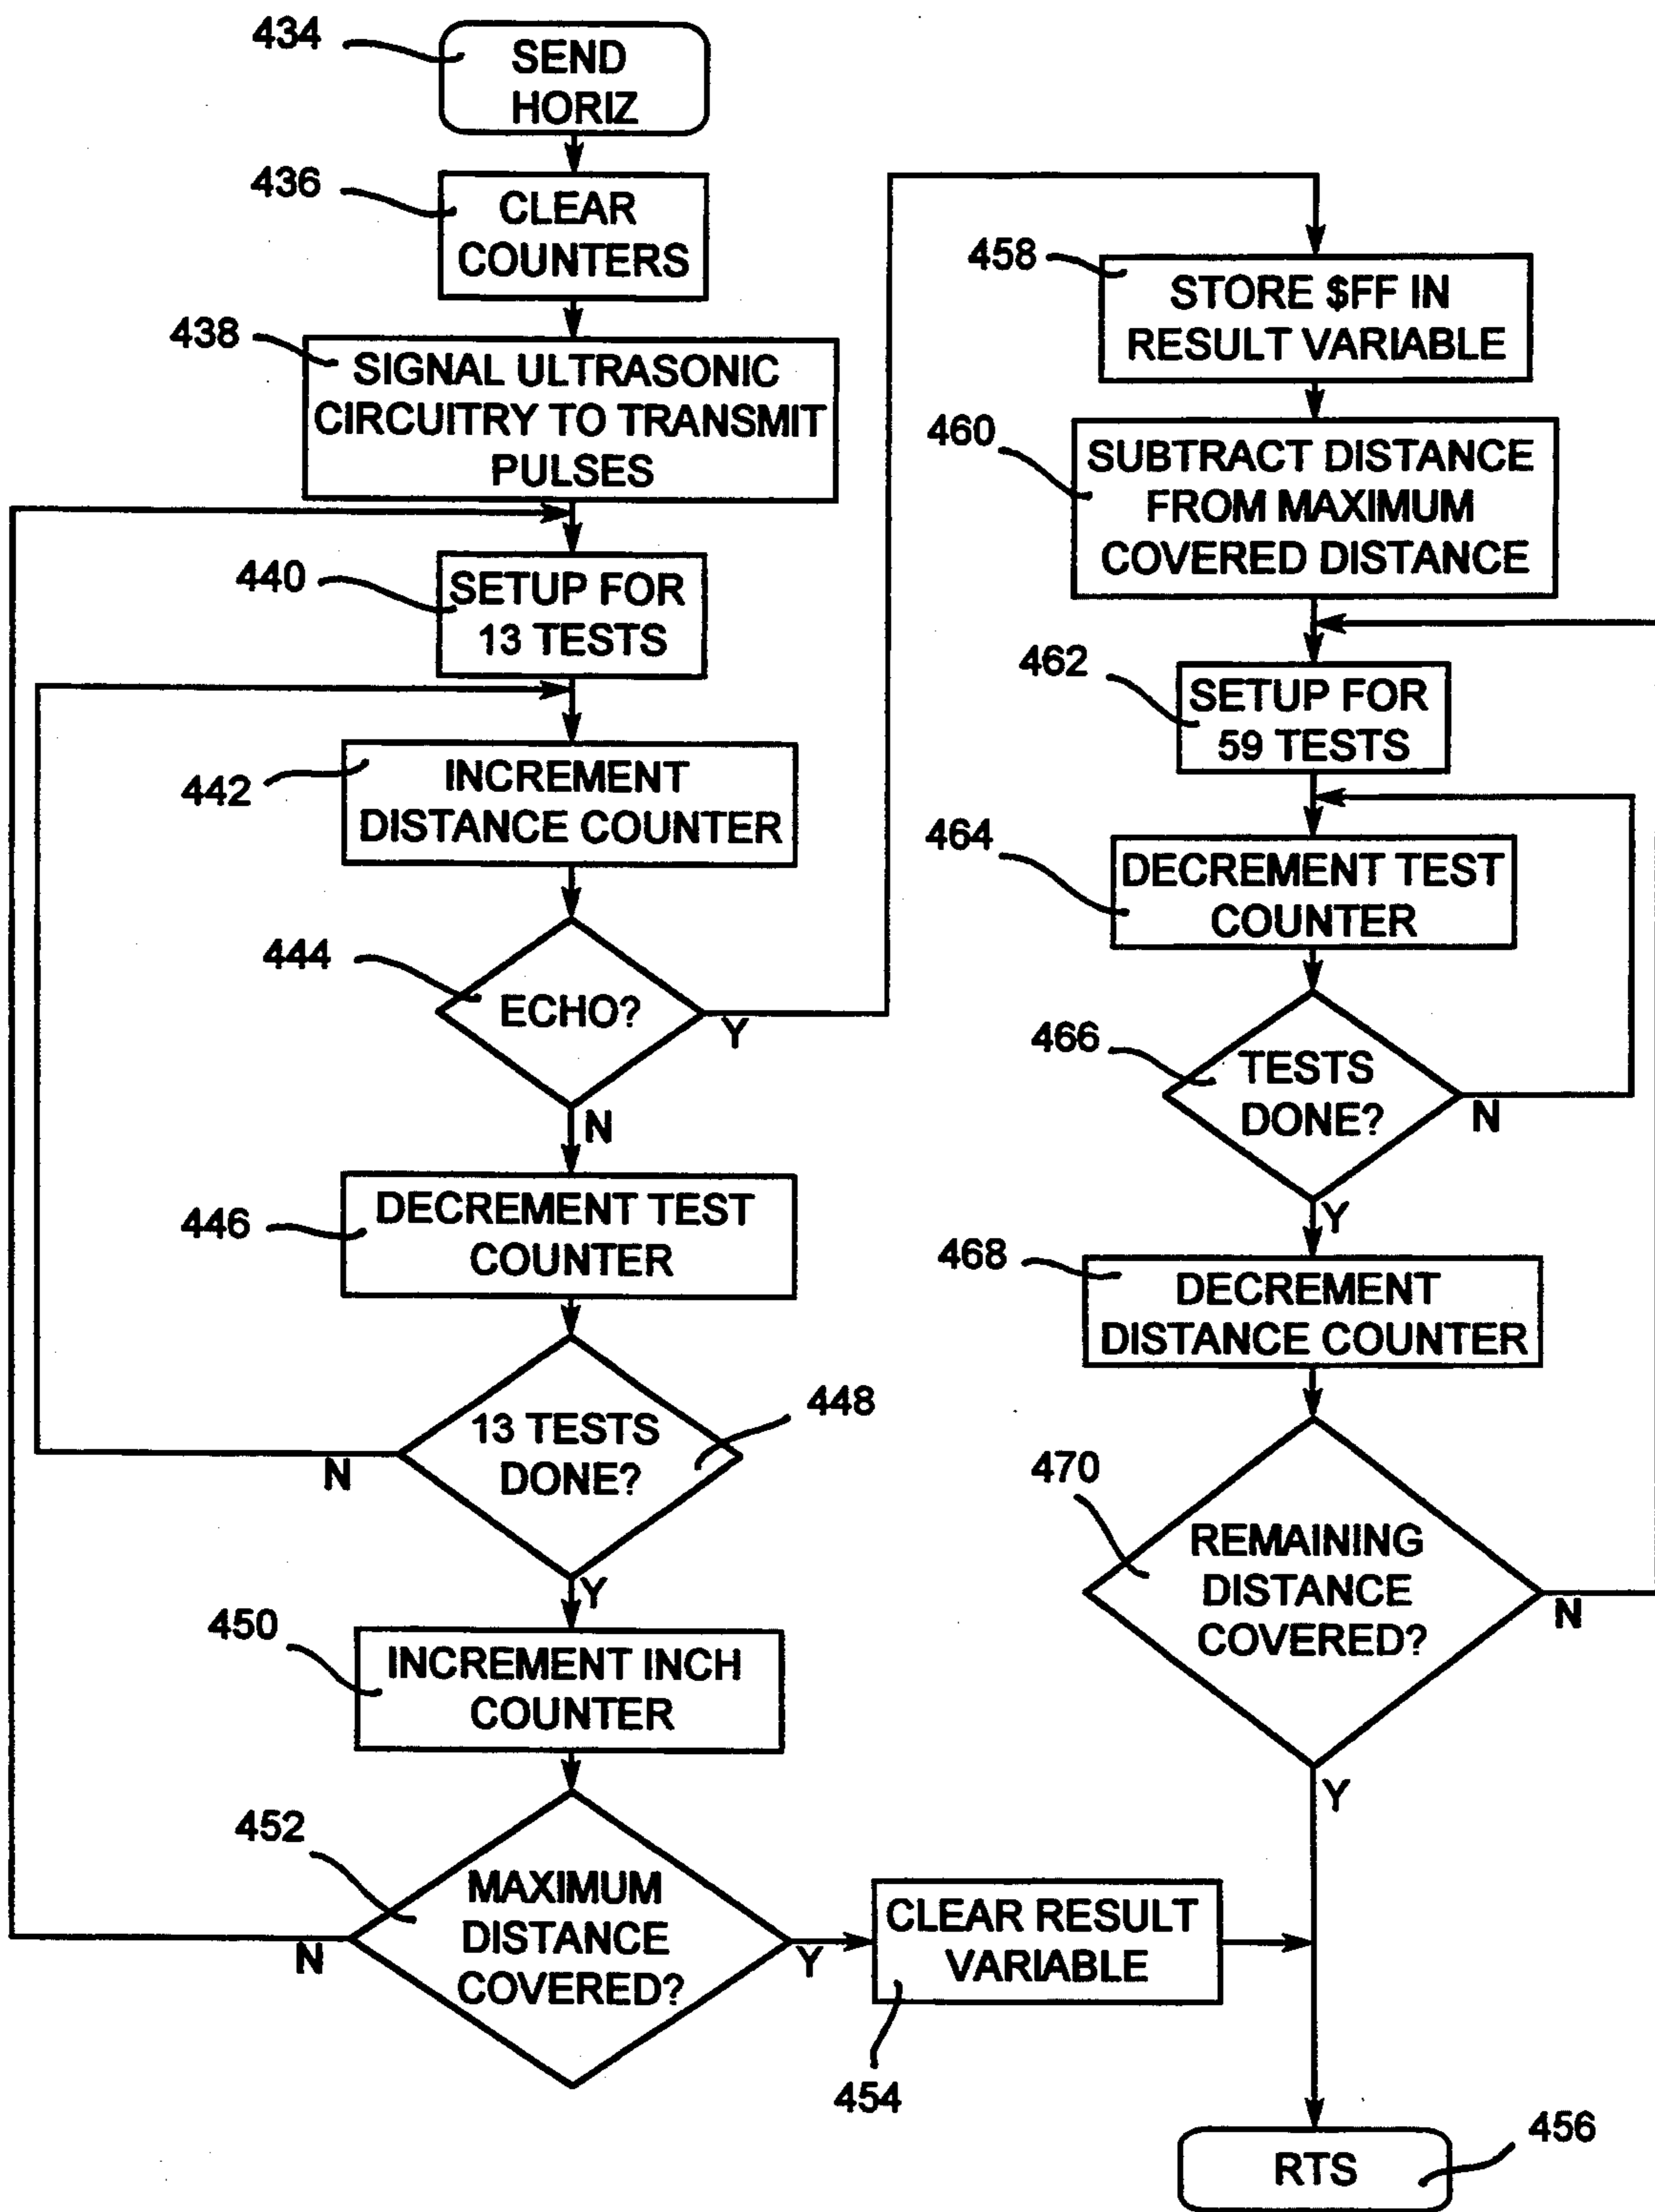 434
SEND
HORIZ
436
CLEAR
COUNTERS
438
SIGNAL ULTRASONIC
CIRCUITRY TO TRANSMIT
PULSES
440
SETUP FOR
13 TESTS
442
INCREMENT
DISTANCE COUNTER
444
ECHO?
Y
N
446
DECREMENT TEST
COUNTER
448
13 TESTS
DONE?
N
Y
450
INCREMENT INCH
COUNTER
452
MAXIMUM
DISTANCE
COVERED?
N
Y
CLEAR RESULT
VARIABLE
454
458
STORE $FF IN
RESULT VARIABLE
460
SUBTRACT DISTANCE
FROM MAXIMUM
COVERED DISTANCE
462
SETUP FOR
59 TESTS
464
DECREMENT TEST
COUNTER
466
TESTS
DONE?
N
Y
468
DECREMENT
DISTANCE COUNTER
470
REMAINING
DISTANCE
COVERED?
N
Y
456
RTS